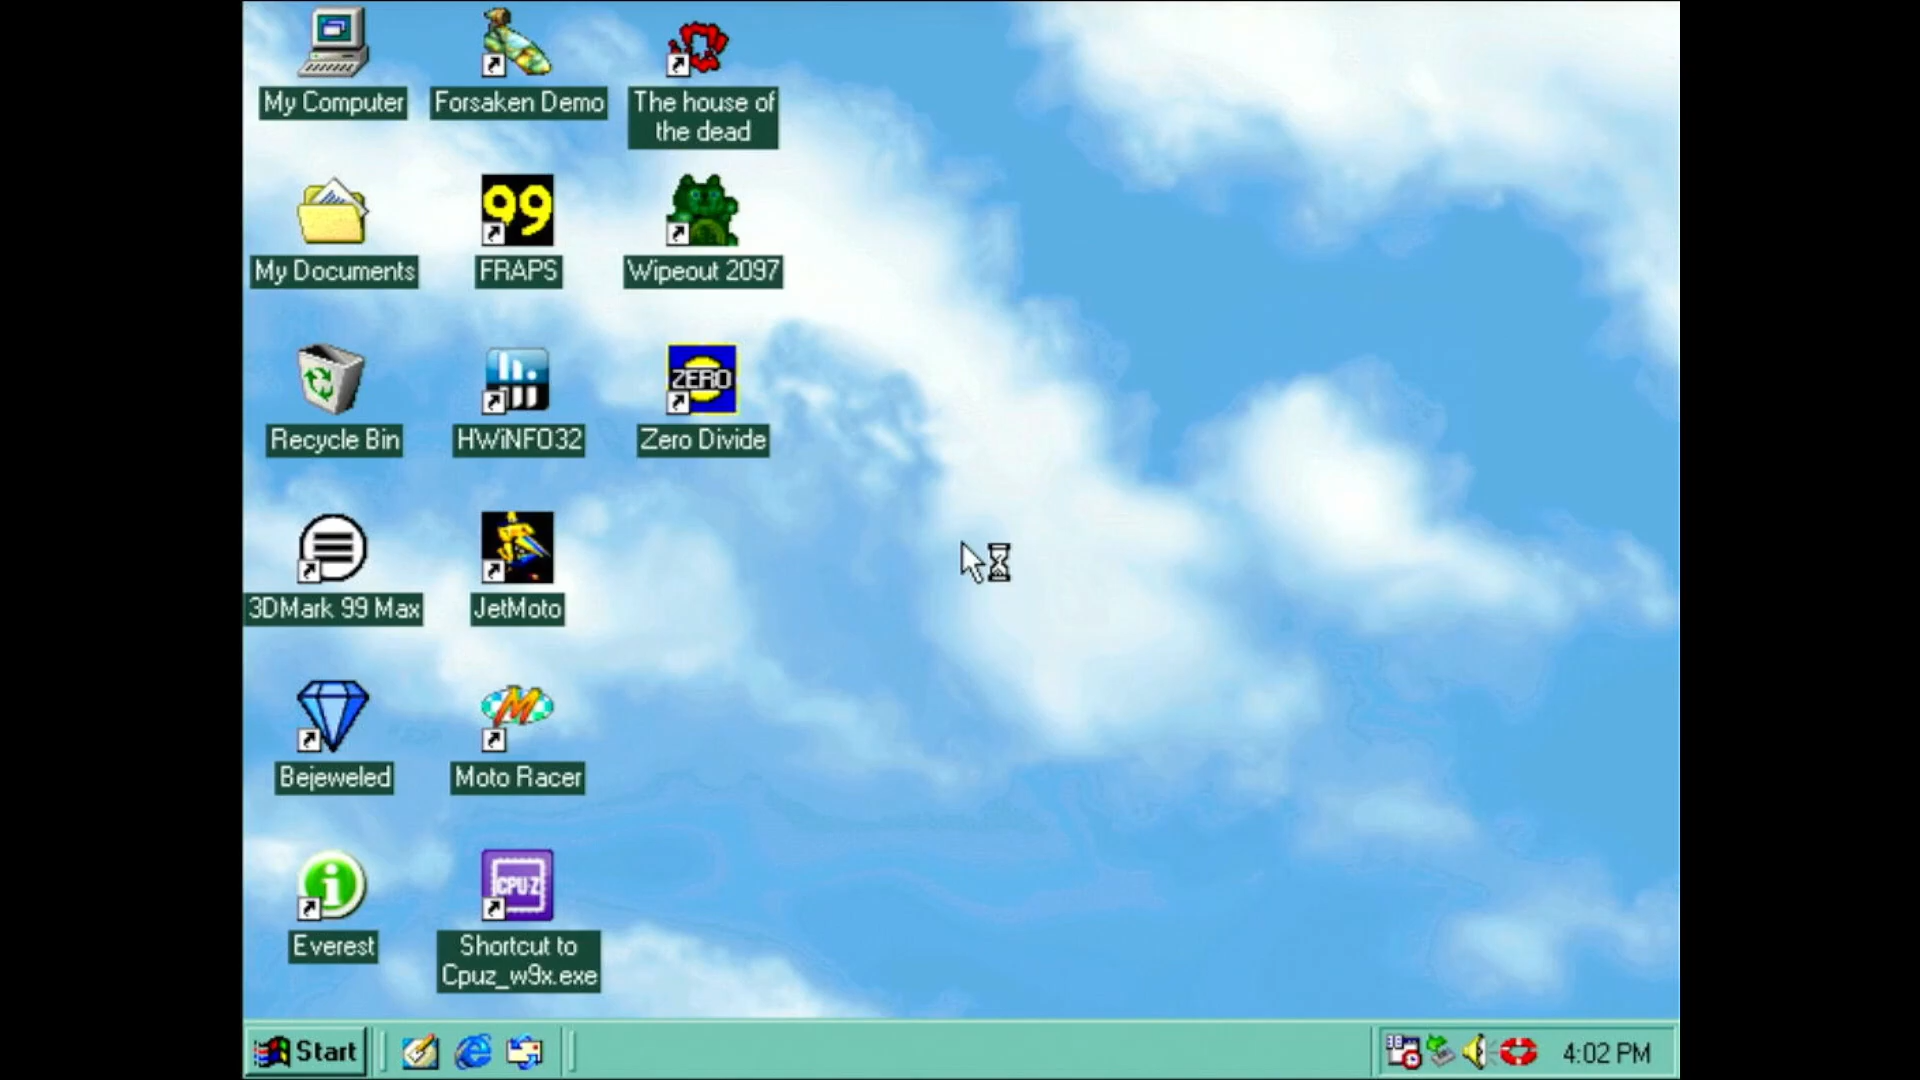 My Computer
Forsaken Demo
The house of
the dead
My Documents
99
FRAPS
Wipeout 2097
Recycle Bin
HWiNFO32
ZERO
Zero Divide
3DMark 99 Max
JetMoto
Bejeweled
M
Moto Racer
Everest
CPU-Z
Shortcut to
Cpuz_w9x.exe
Start
4:02 PM